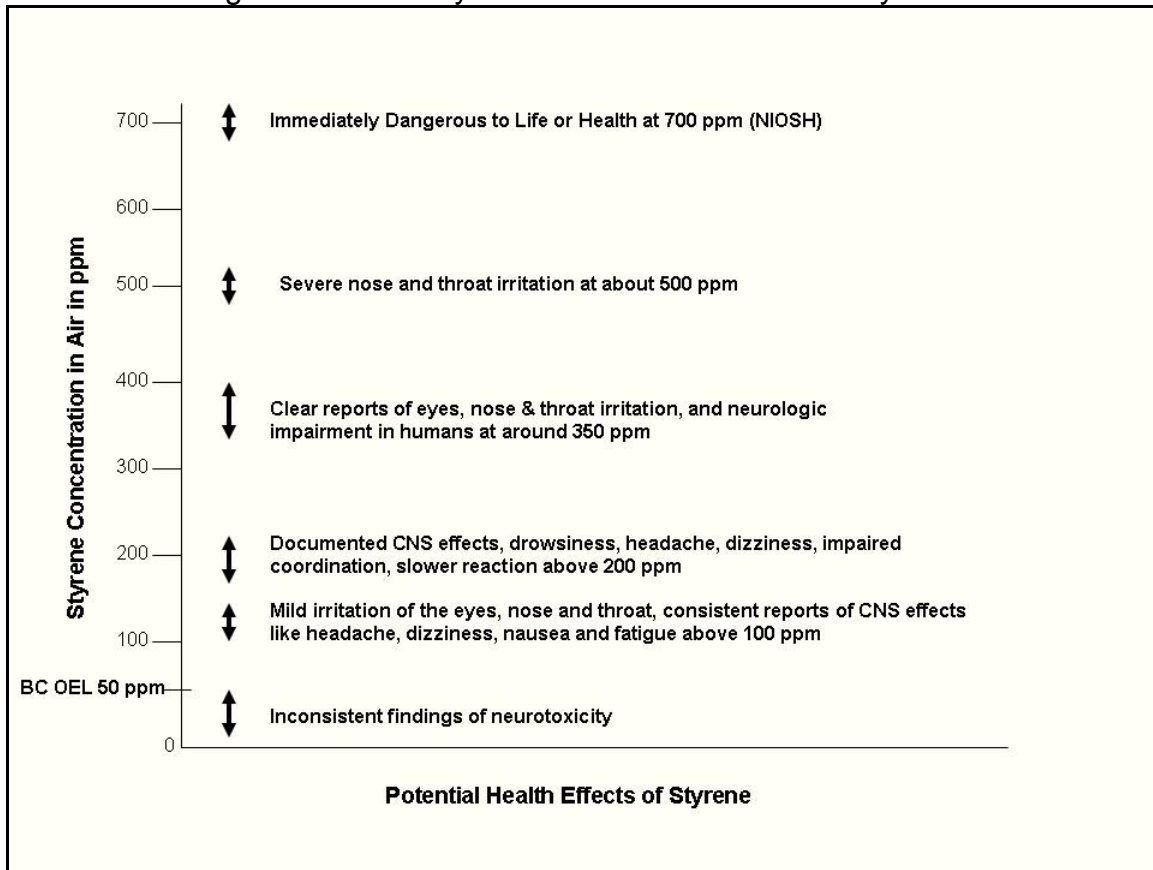 700
Immediately Dangerous to Life or Health at 700 ppm (NIOSH)
600
500
Severe nose and throat irritation at about 500 ppm
400
Clear reports of eyes, nose & throat irritation, and neurologic
impairment in humans at around 350 ppm
300
200
Documented CNS effects, drowsiness, headache, dizziness, impaired
coordination, slower reaction above 200 ppm
Mild irritation of the eyes, nose and throat, consistent reports of CNS effects
like headache, dizziness, nausea and fatigue above 100 ppm
100
BC OEL 50 ppm
Inconsistent findings of neurotoxicity
0
Styrene Concentration in Air in ppm
Potential Health Effects of Styrene